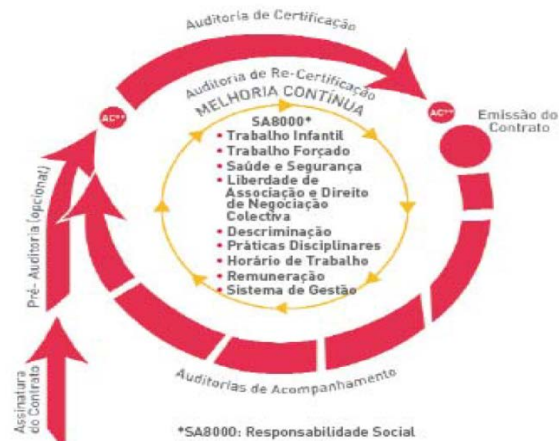 Auditoria de Certificação
Auditoria de Re-Certificação
MELHORIA CONTÍNUA
AC**
AC**
Emissão do
Contrato
SA8000*
• Trabalho Infantil
• Trabalho Forçado
• Saúde e Segurança
• Liberdade de
Associação e Direito
de Negociação
Colectiva
• Descriminação
• Práticas Disciplinares
• Horário de Trabalho
• Remuneração
• Sistema de Gestão
Pré- Auditoria (opcional)
Assinatura
do Contrato
Auditorias de Acompanhamento
*SA8000: Responsabilidade Social